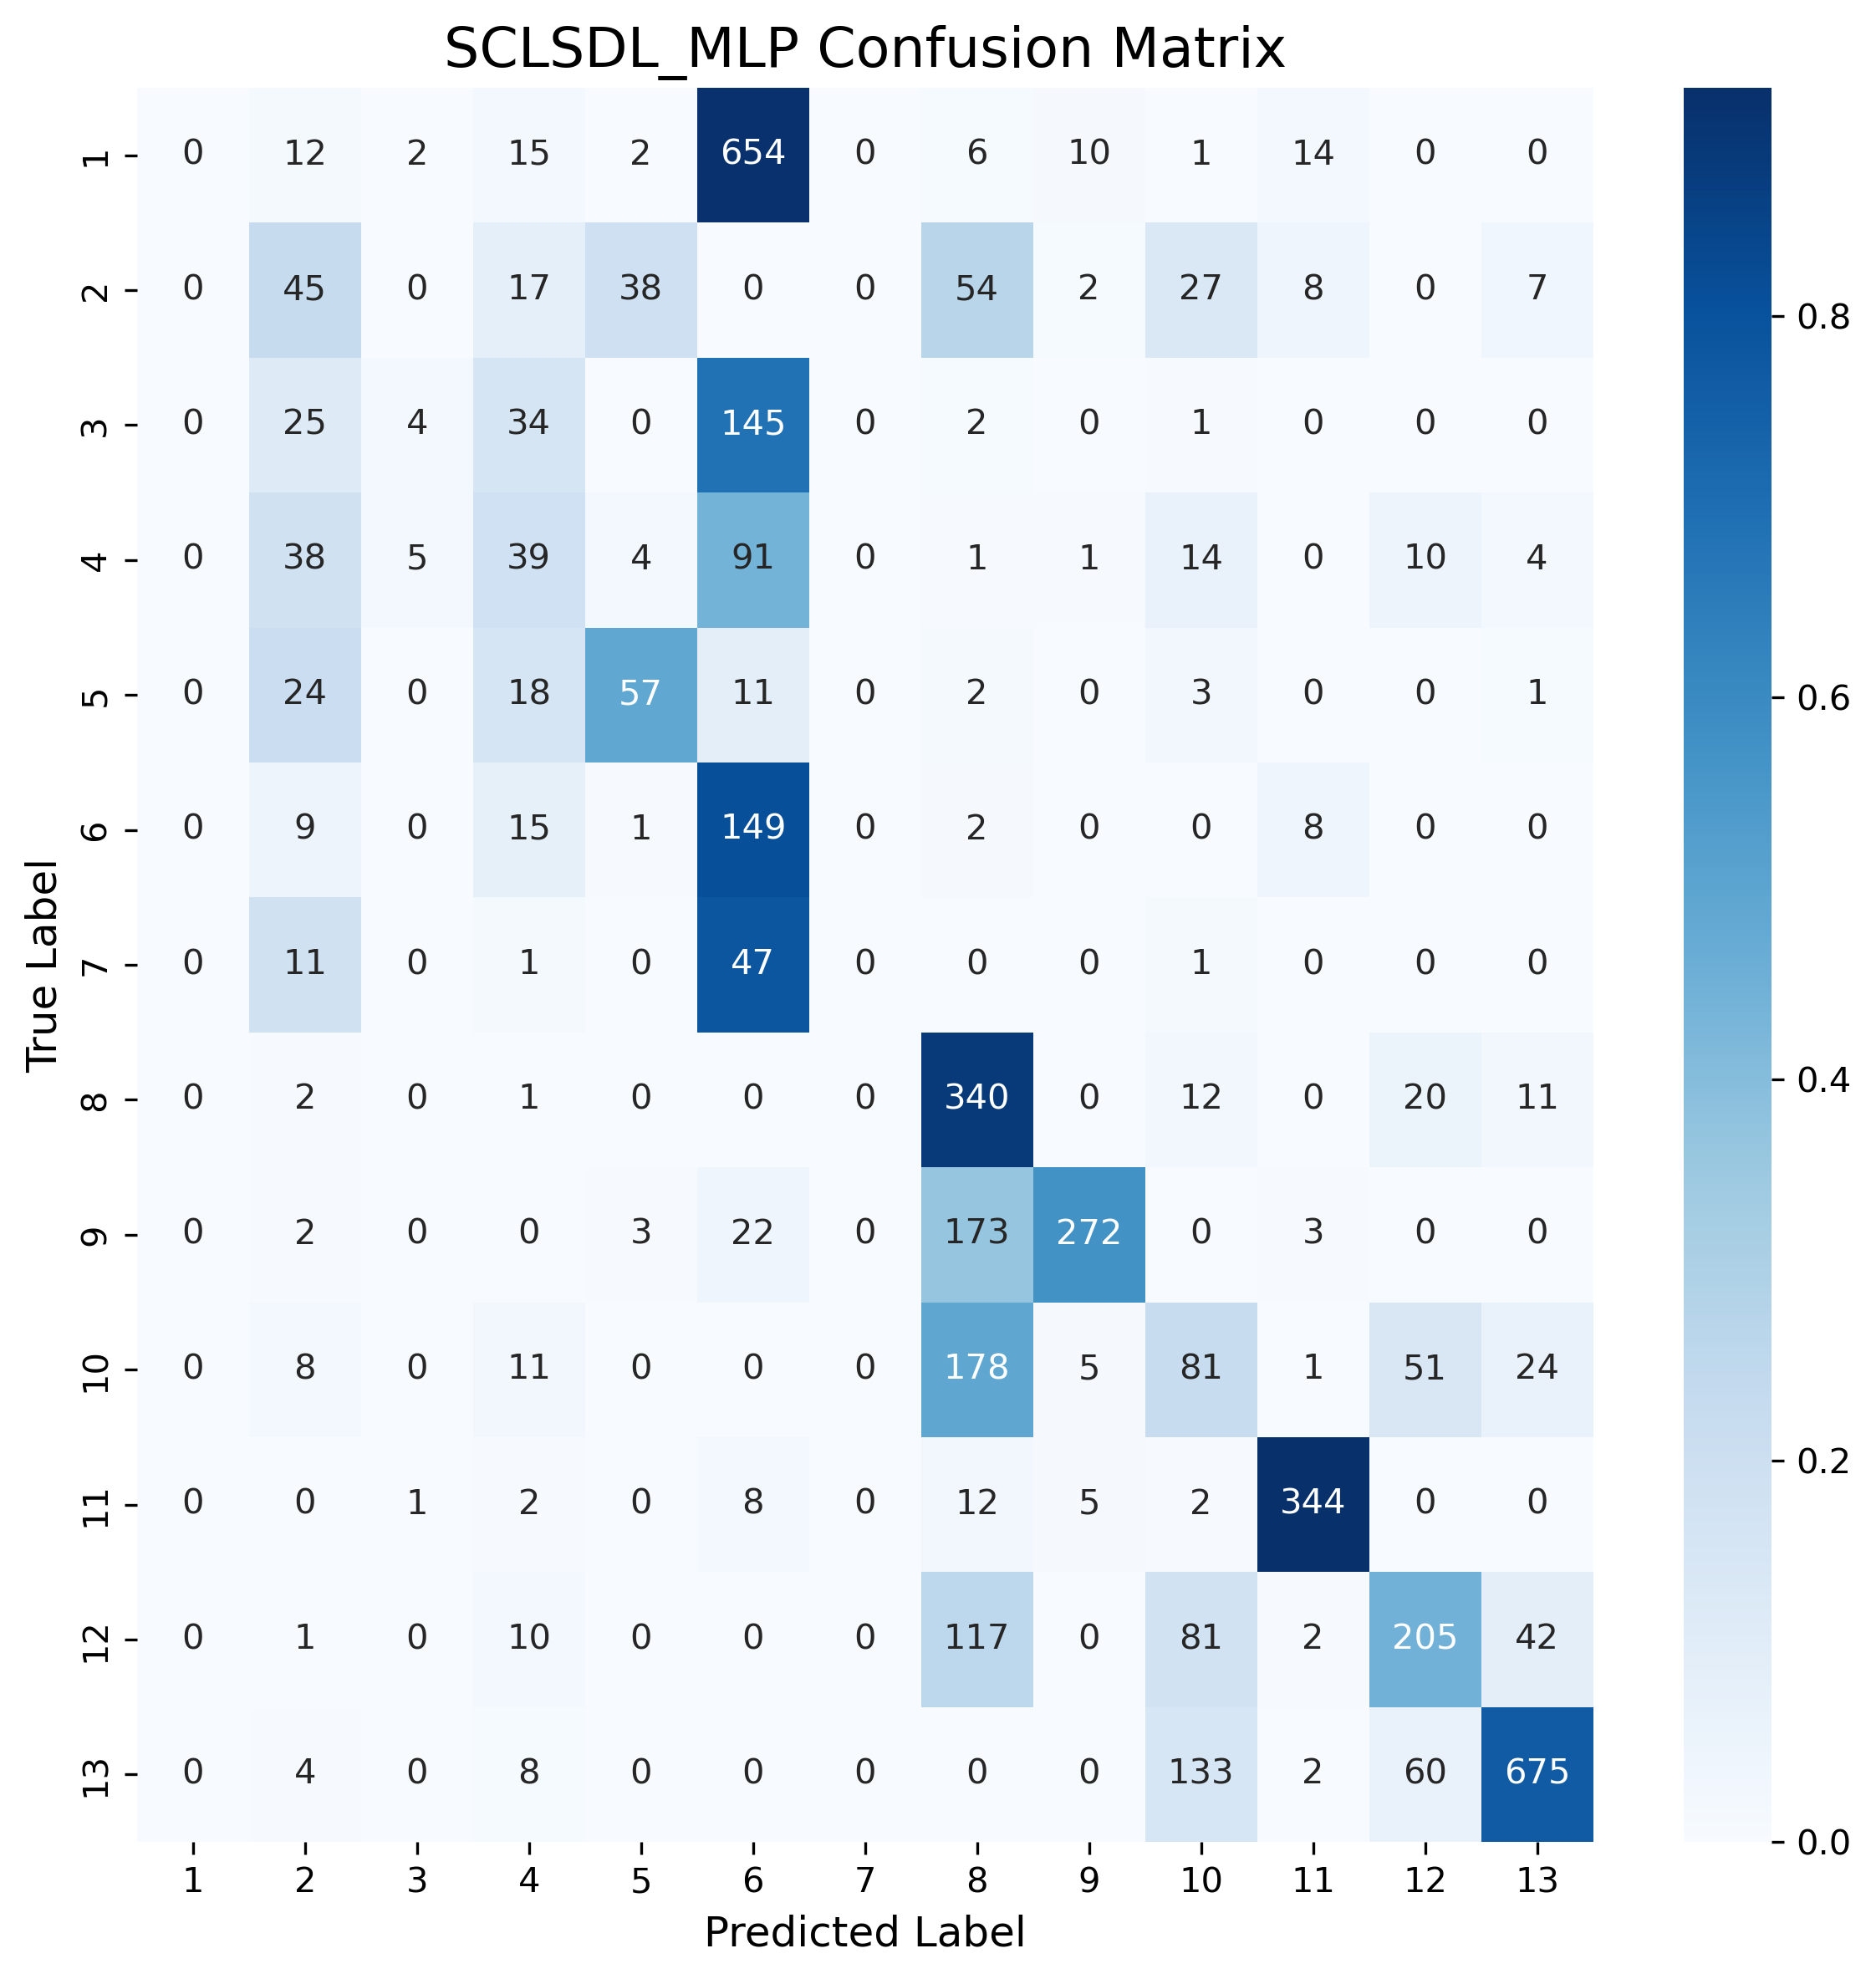 SCLSDL_MLP Confusion Matrix
1 0 12 2 15 2 654 0 6 10 1 14 0 0
2 0 45 0 17 38 0 0 54 2 27 8 0 7
0.8
3 0 25 4 34 0 145 0 2 0 1 0 0 0
4 0 38 5 39 4 91 0 1 1 14 0 10 4
5 0 24 0 18 57 11 0 2 0 3 0 0 1
0.6
6 0 9 0 15 1 149 0 2 0 0 8 0 0
True Label
7 0 11 0 1 0 47 0 0 0 1 0 0 0
8 0 2 0 1 0 0 0 340 0 12 0 20 11
0.4
9 0 2 0 0 3 22 0 173 272 0 3 0 0
10 0 8 0 11 0 0 0 178 5 81 1 51 24
0.2
11 0 0 1 2 0 8 0 12 5 2 344 0 0
12 0 1 0 10 0 0 0 117 0 81 2 205 42
13 0 4 0 8 0 0 0 0 0 133 2 60 675
0.0
1 2 3 4 5 6 7 8 9 10 11 12 13
Predicted Label